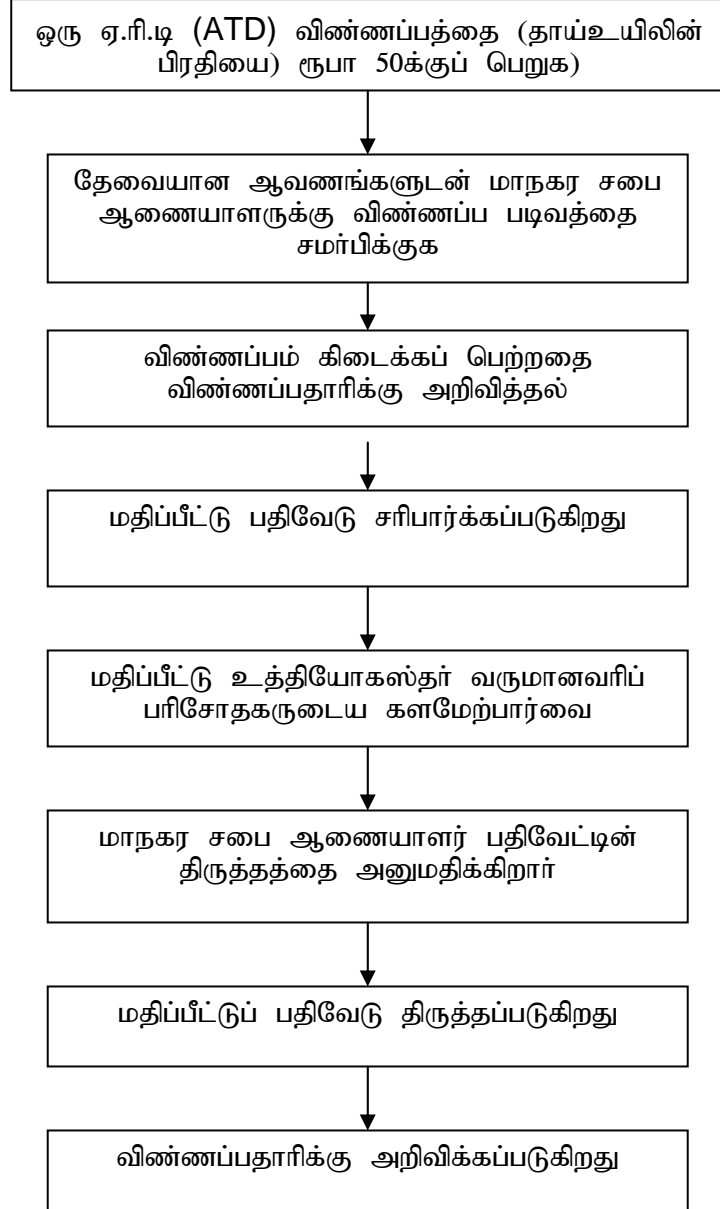 ஒரு ஏ.ரி.டி (ATD) விண்ணப்பத்தை (தாய்உயிலின்
பிரதியை) ரூபா 50க்குப் பெறுக)
தேவையான ஆவணங்களுடன் மாநகர சபை
ஆணையாளருக்கு விண்ணப்ப படிவத்தை
சமர்பிக்குக
விண்ணப்பம் கிடைக்கப் பெற்றதை
விண்ணப்பதாரிக்கு அறிவித்தல்
மதிப்பீட்டு பதிவேடு சரிபார்க்கப்படுகிறது
மதிப்பீட்டு உத்தியோகஸ்தர் வருமானவரிப்
பரிசோதகருடைய களமேற்பார்வை
மாநகர சபை ஆணையாளர் பதிவேட்டின்
திருத்தத்தை அனுமதிக்கிறார்
மதிப்பீட்டுப் பதிவேடு திருத்தப்படுகிறது
விண்ணப்பதாரிக்கு அறிவிக்கப்படுகிறது